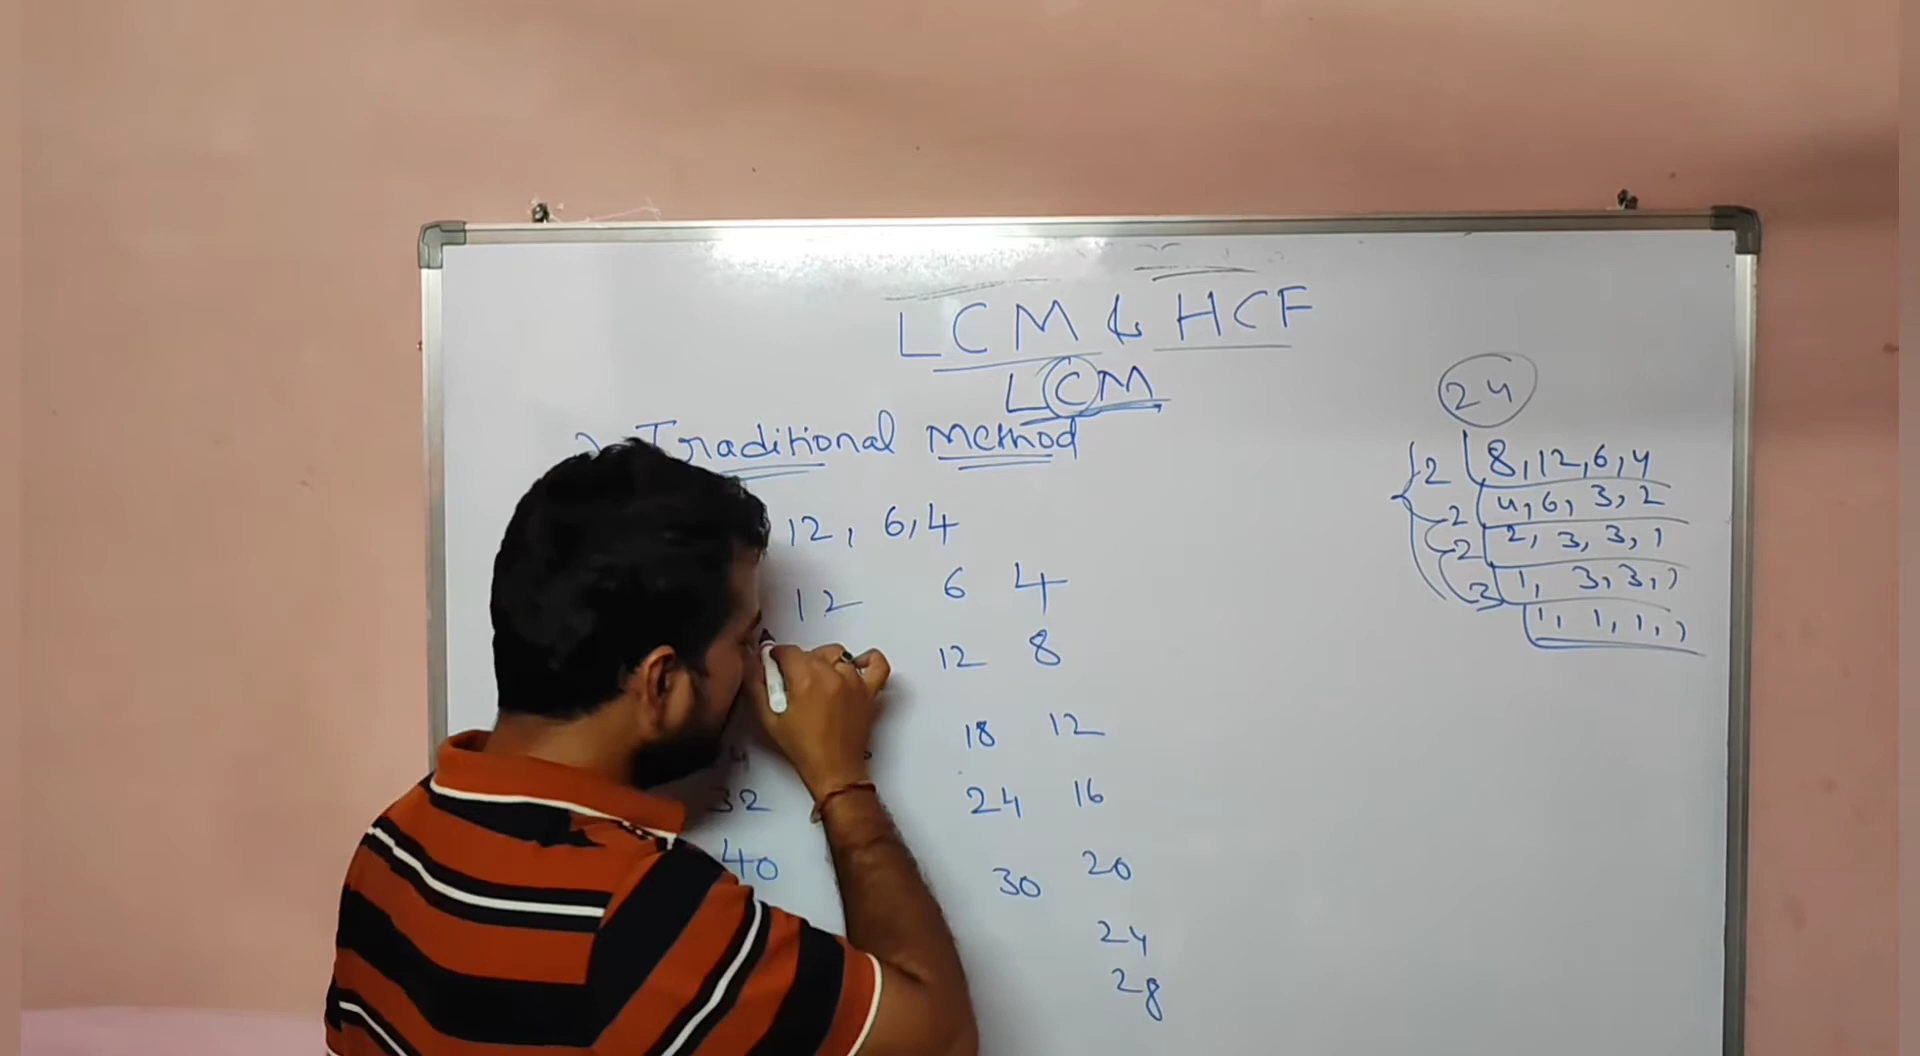 LCM & HCF
LCM
Traditional Method
12, 6, 4
12 6 4
12 8
18 12
32 24 16
40 30 20
24
28
24
2 8, 12, 6, 4
2 4, 6, 3, 2
2 2, 3, 3, 1
3 1, 3, 3, 1
1, 1, 1, 1